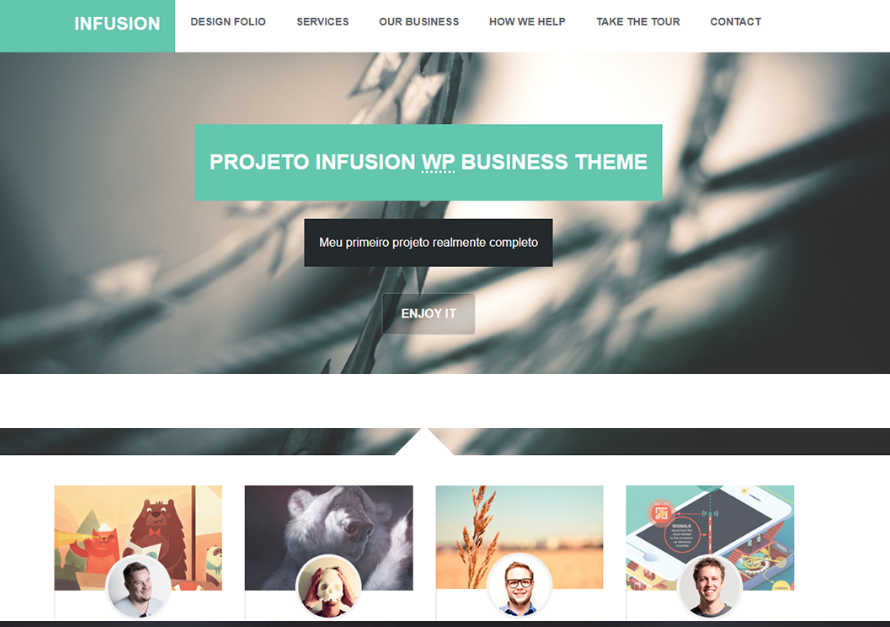 INFUSION
DESIGN FOLIO SERVICES OUR BUSINESS HOW WE HELP TAKE THE TOUR CONTACT
PROJETO INFUSION WP BUSINESS THEME
Meu primeiro projeto realmente completo
ENJOY IT
SIGNALS